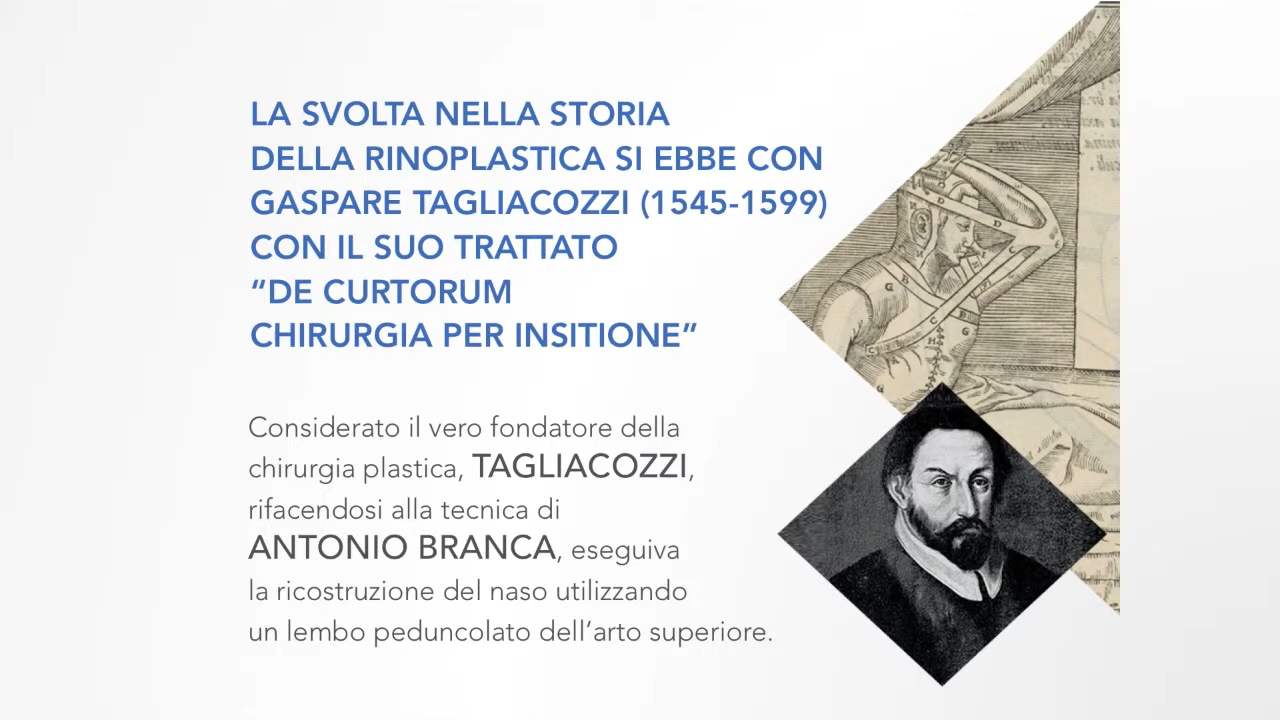 LA SVOLTA NELLA STORIA
DELLA RINOPLASTICA SI EBBE CON
GASPARE TAGLIACOZZI (1545-1599)
CON IL SUO TRATTATO
“DE CURTORUM
CHIRURGIA PER INSITIONE”
Considerato il vero fondatore della
chirurgia plastica, TAGLIACOZZI,
rifacendosi alla tecnica di
ANTONIO BRANCA, eseguiva
la ricostruzione del naso utilizzando
un lembo peduncolato dell’arto superiore.